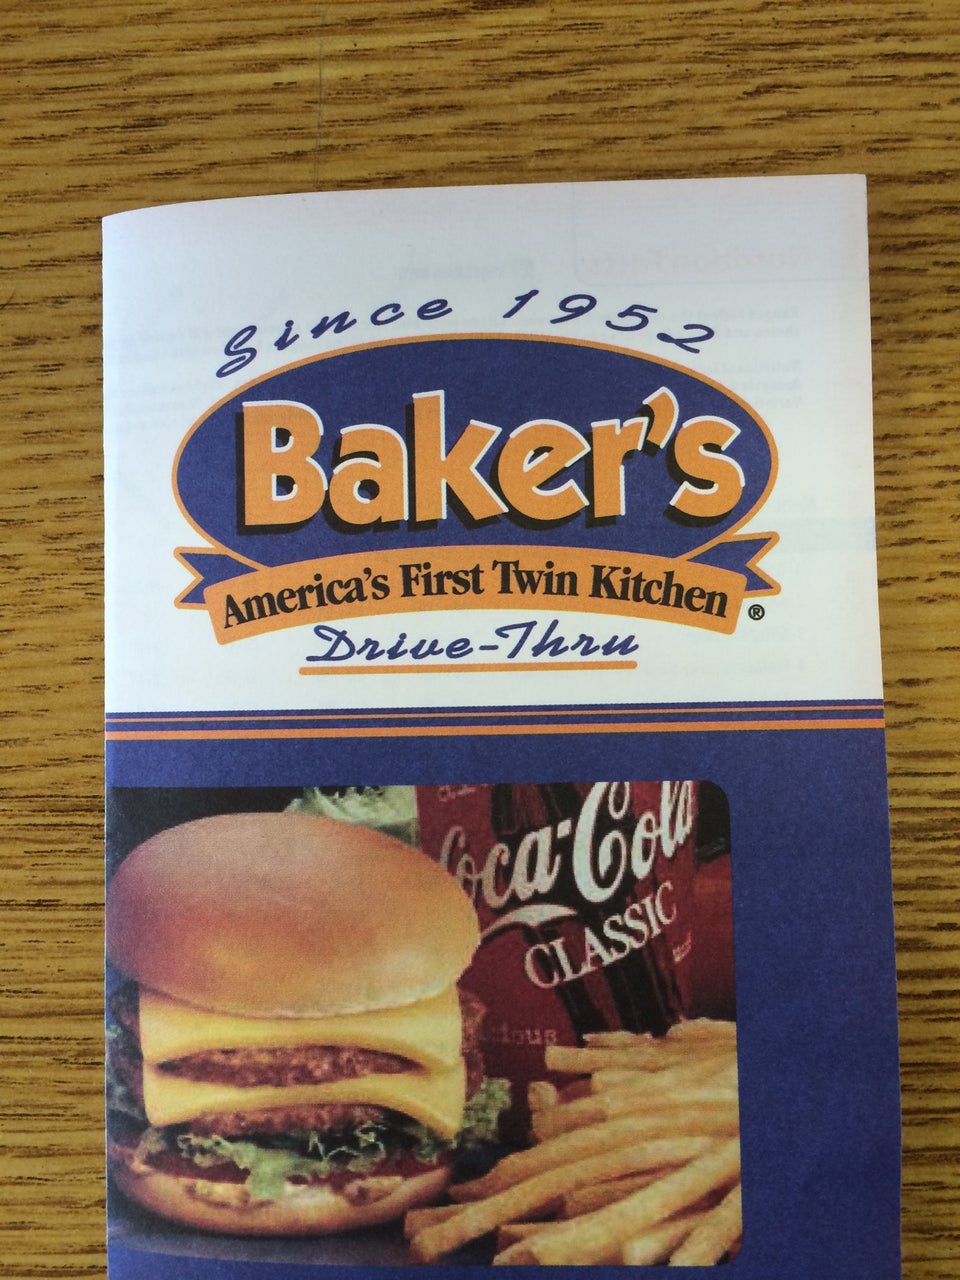 Since 1952
Baker's
America's First Twin Kitchen ®
Drive-Thru
Coca-Cola
CLASSIC